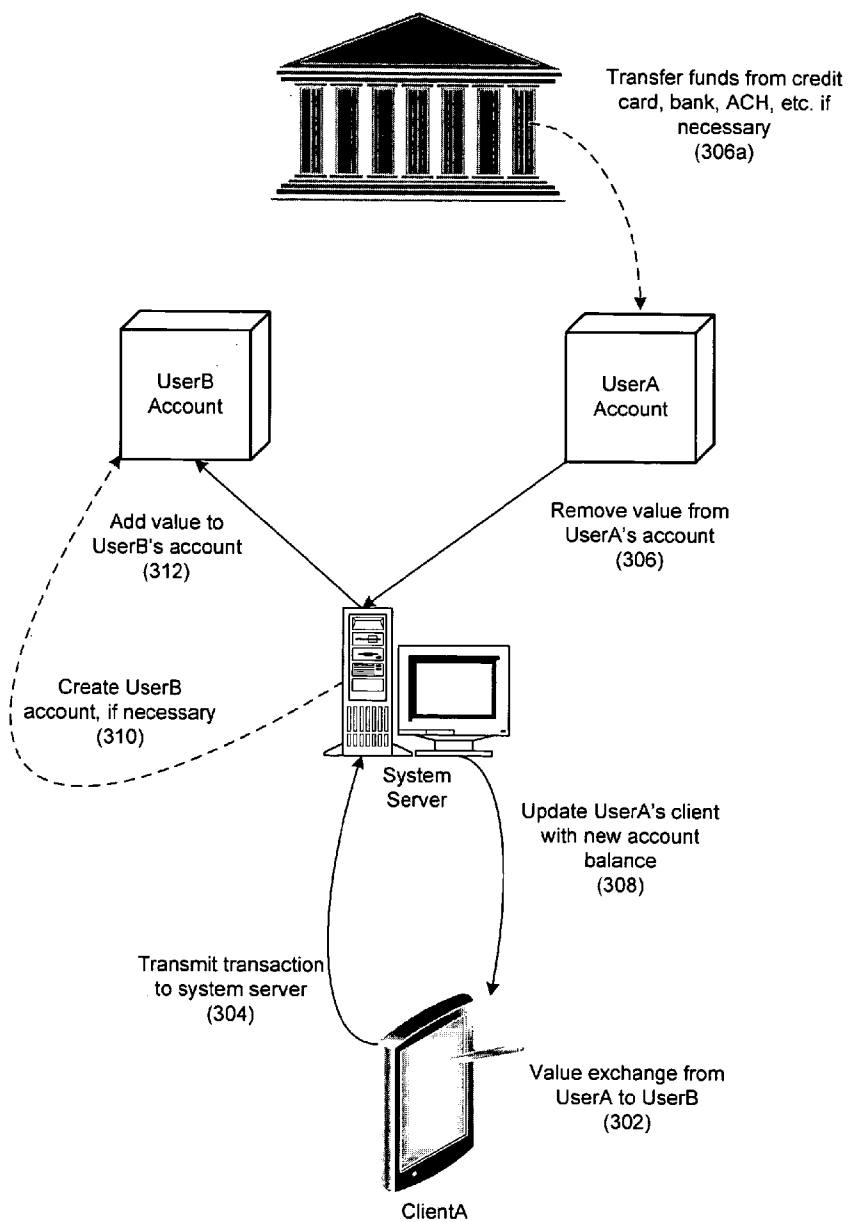 Transfer funds from credit
card, bank, ACH, etc. if
necessary
(306a)
UserB
Account
UserA
Account
Add value to
UserB's account
(312)
Remove value from
UserA's account
(306)
Create UserB
account, if necessary
(310)
System
Server
Update UserA's client
with new account
balance
(308)
Transmit transaction
to system server
(304)
Value exchange from
UserA to UserB
(302)
ClientA